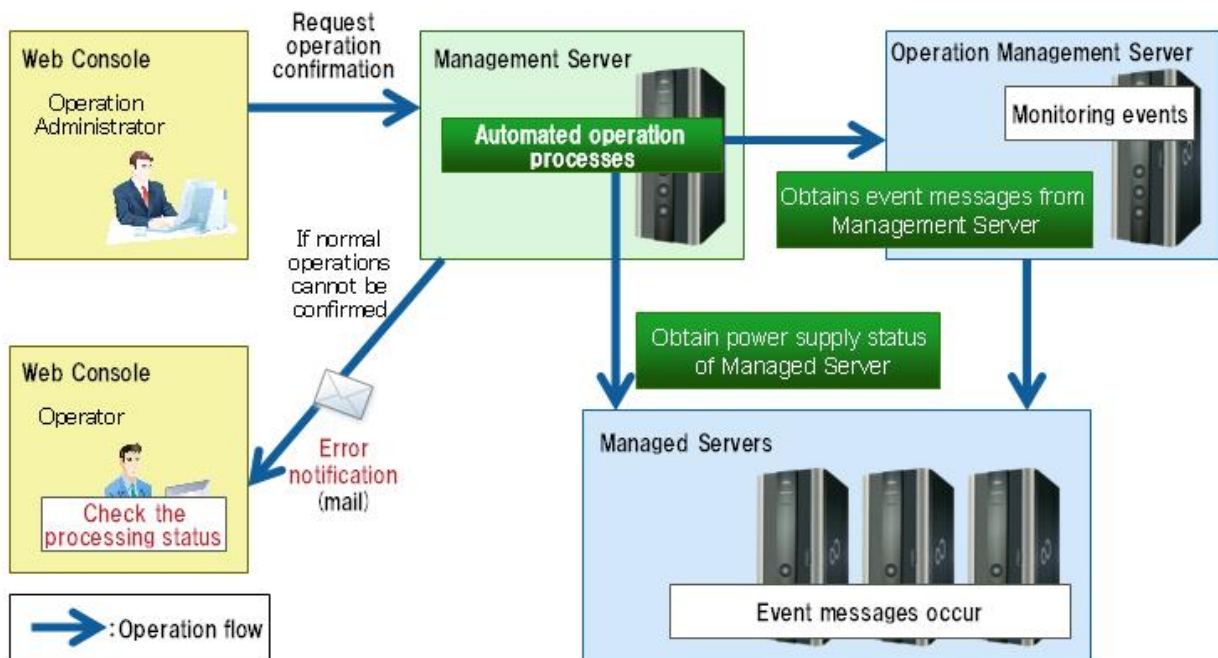 Web Console
Operation
Administrator
Request
operation
confirmation
Management Server
Automated operation
processes
Operation Management Server
Monitoring events
Obtains event messages from
Management Server
If normal
operations
cannot be
confirmed
Obtain power supply status
of Managed Server
Web Console
Operator
Check the
processing status
Error
notification
(mail)
Managed Servers
Event messages occur
:Operation flow